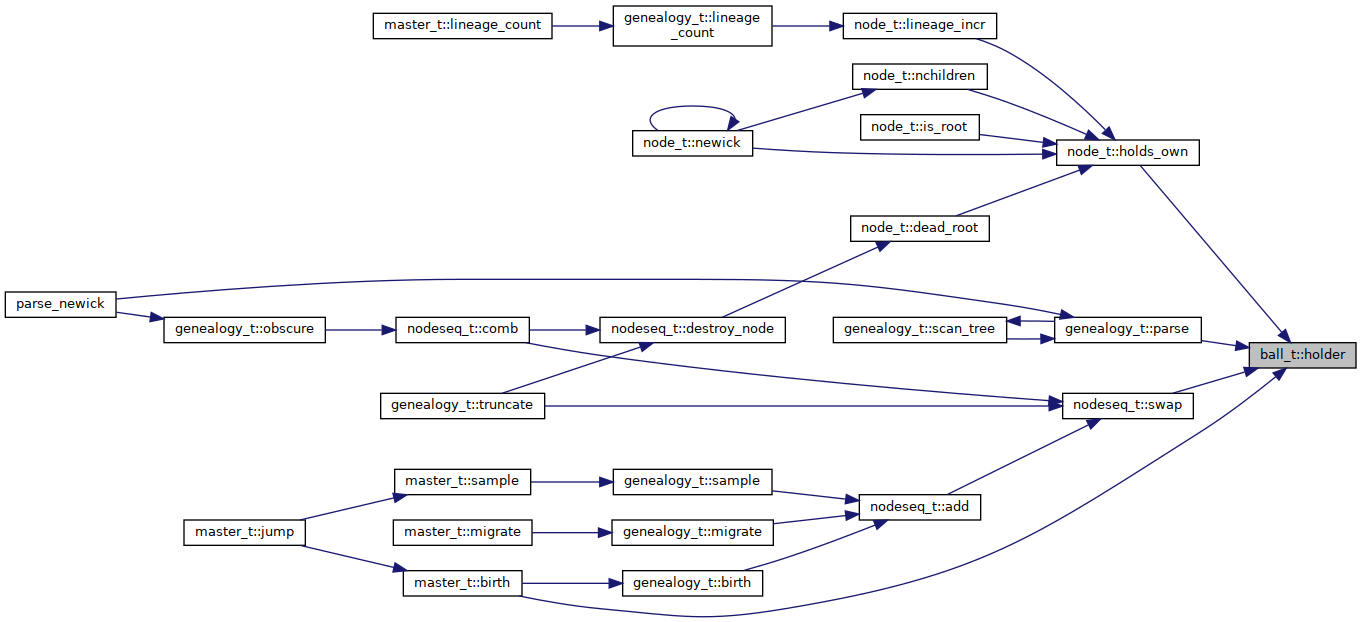 master_t::lineage_count
genealogy_t::lineage
_count
node_t::lineage_incr
node_t::nchildren
node_t::is_root
node_t::newick
node_t::holds_own
node_t::dead_root
parse_newick
genealogy_t::obscure
nodeseq_t::comb
nodeseq_t::destroy_node
genealogy_t::scan_tree
genealogy_t::parse
ball_t::holder
genealogy_t::truncate
nodeseq_t::swap
master_t::sample
genealogy_t::sample
nodeseq_t::add
master_t::jump
master_t::migrate
genealogy_t::migrate
master_t::birth
genealogy_t::birth